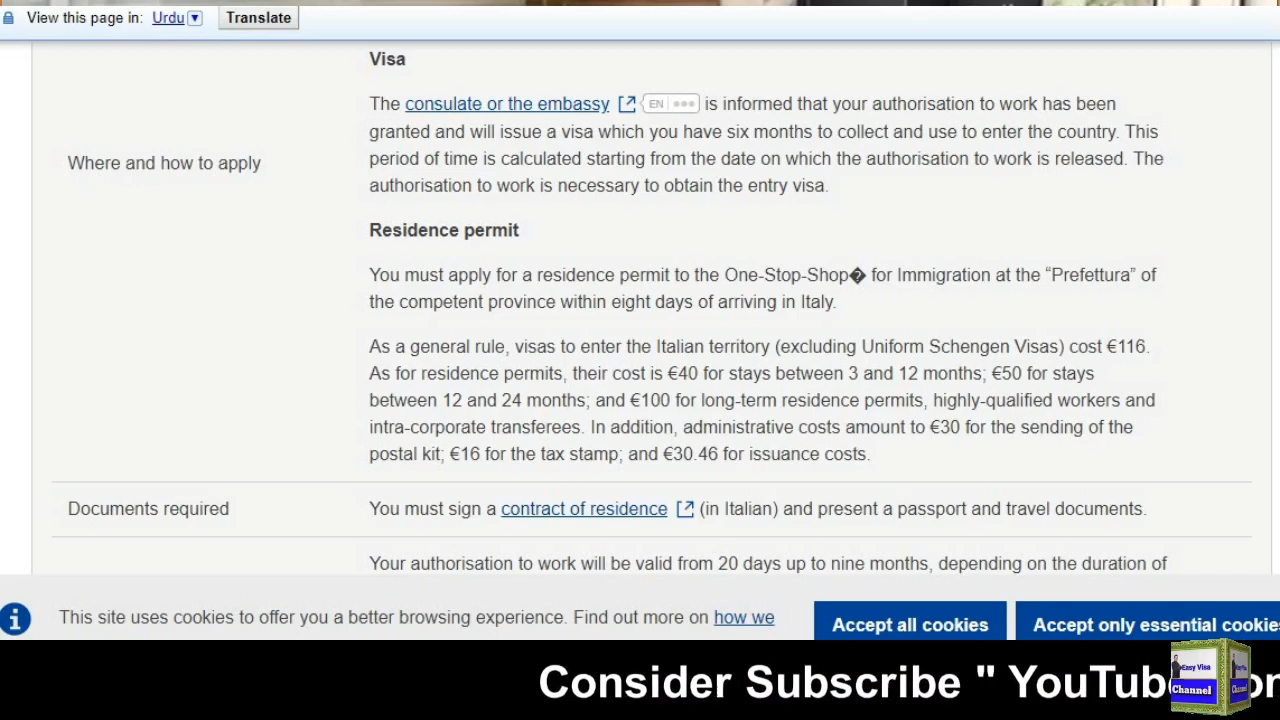 View this page in: Urdu Translate
Visa
The consulate or the embassy EN is informed that your authorisation to work has been
granted and will issue a visa which you have six months to collect and use to enter the country. This
Where and how to apply
period of time is calculated starting from the date on which the authorisation to work is released. The
authorisation to work is necessary to obtain the entry visa.
Residence permit
You must apply for a residence permit to the One-Stop-Shop� for Immigration at the “Prefettura” of
the competent province within eight days of arriving in Italy.
As a general rule, visas to enter the Italian territory (excluding Uniform Schengen Visas) cost €116.
As for residence permits, their cost is €40 for stays between 3 and 12 months; €50 for stays
between 12 and 24 months; and €100 for long-term residence permits, highly-qualified workers and
intra-corporate transferees. In addition, administrative costs amount to €30 for the sending of the
postal kit; €16 for the tax stamp; and €30.46 for issuance costs.
Documents required
You must sign a contract of residence (in Italian) and present a passport and travel documents.
Your authorisation to work will be valid from 20 days up to nine months, depending on the duration of
This site uses cookies to offer you a better browsing experience. Find out more on how we
Accept all cookies
Accept only essential cookies
Consider Subscribe " YouTube
Easy Visa
Channel
Channel